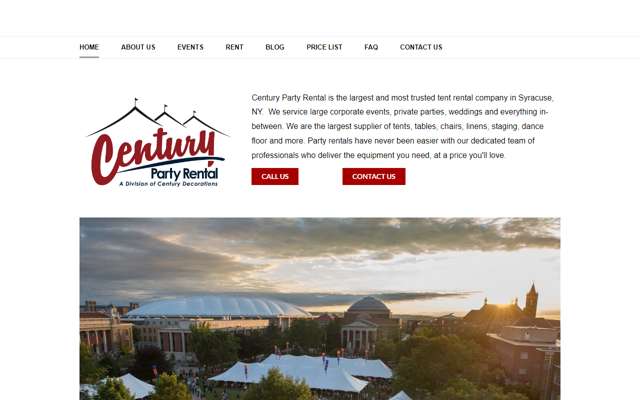 HOME ABOUT US EVENTS RENT BLOG PRICE LIST FAQ CONTACT US
Century
Party Rental
A Division of Century Decorations
Century Party Rental is the largest and most trusted tent rental company in Syracuse,
NY. We service large corporate events, private parties, weddings and everything in-
between. We are the largest supplier of tents, tables, chairs, linens, staging, dance
floor and more. Party rentals have never been easier with our dedicated team of
professionals who deliver the equipment you need, at a price you'll love.
CALL US CONTACT US